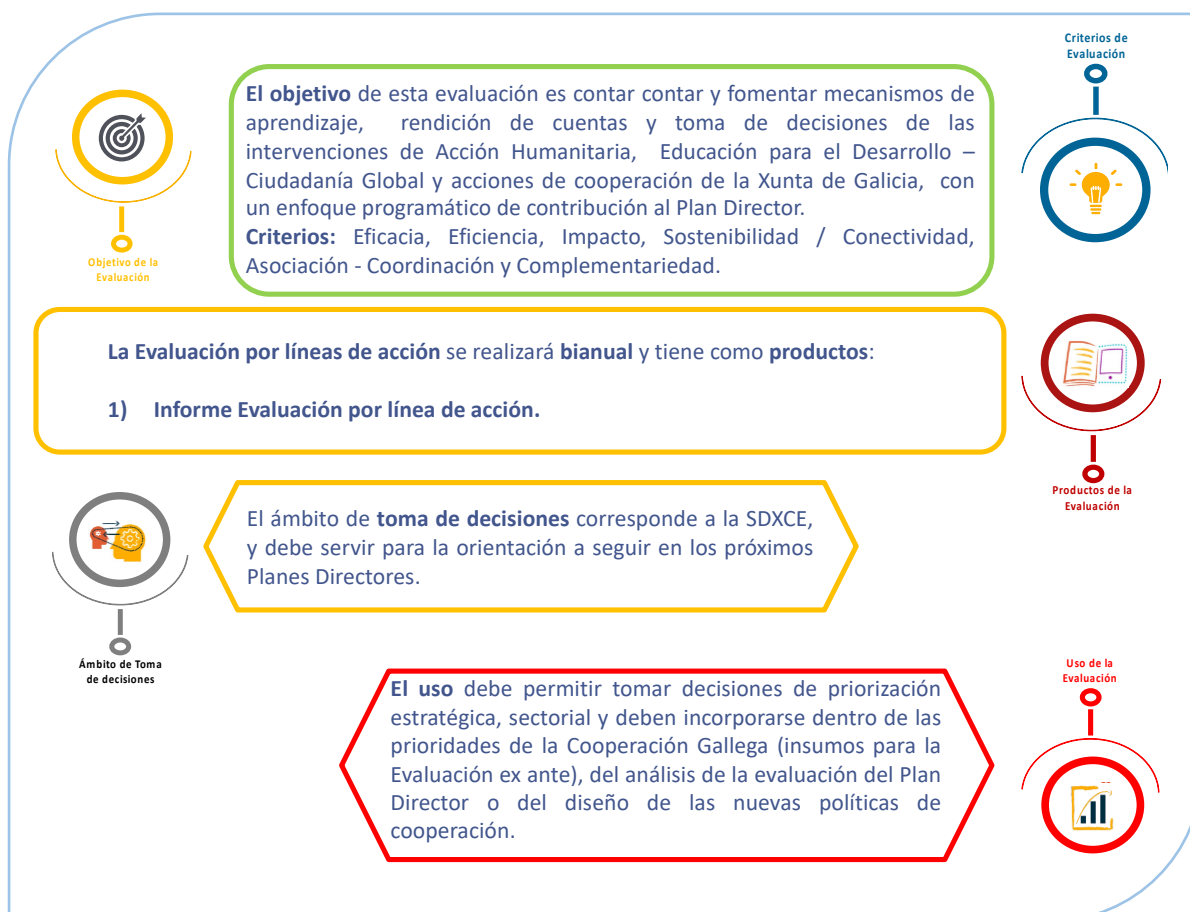 Criterios de
Evaluación
El objetivo de esta evaluación es contar contar y fomentar mecanismos de
aprendizaje, rendición de cuentas y toma de decisiones de las
intervenciones de Acción Humanitaria, Educación para el Desarrollo –
Ciudadanía Global y acciones de cooperación de la Xunta de Galicia, con
un enfoque programático de contribución al Plan Director.
Criterios: Eficacia, Eficiencia, Impacto, Sostenibilidad / Conectividad,
Asociación - Coordinación y Complementariedad.
Objetivo de la
Evaluación
La Evaluación por líneas de acción se realizará bianual y tiene como productos:
1) Informe Evaluación por línea de acción.
Productos de la
Evaluación
El ámbito de toma de decisiones corresponde a la SDXCE,
y debe servir para la orientación a seguir en los próximos
Planes Directores.
Ámbito de Toma
de decisiones
Uso de la
Evaluación
El uso debe permitir tomar decisiones de priorización
estratégica, sectorial y deben incorporarse dentro de las
prioridades de la Cooperación Gallega (insumos para la
Evaluación ex ante), del análisis de la evaluación del Plan
Director o del diseño de las nuevas políticas de
cooperación.